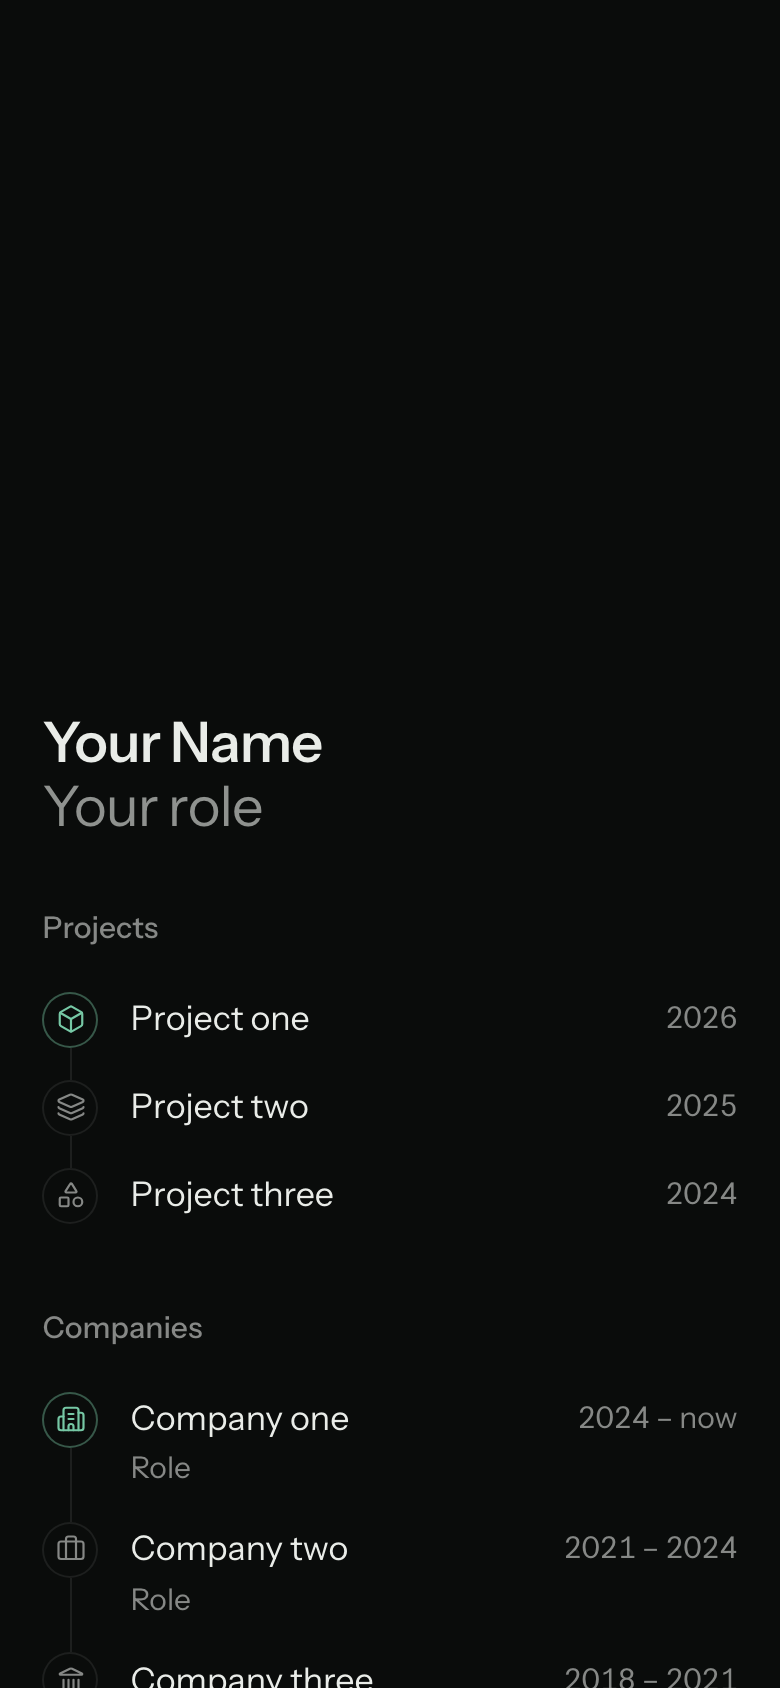 Your Name
Your role
Projects
Project one 2026
Project two 2025
Project three 2024
Companies
Company one 2024 – now
Role
Company two 2021 – 2024
Role
Company three 2018 – 2021